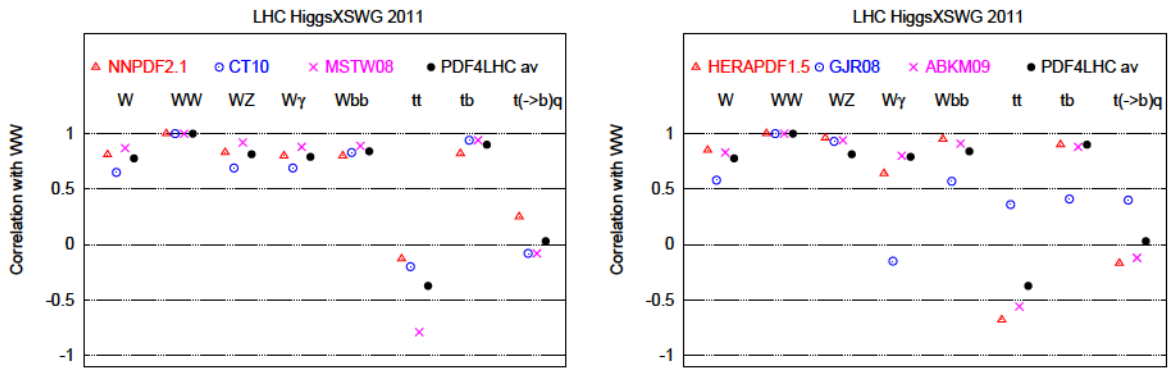 LHC HiggsXSWG 2011
NNPDF2.1 CT10 MSTW08 PDF4LHC av
W WW WZ Wγ Wbb tt tb t(->b)q
1
0.5
0
-0.5
-1
Correlation with WW
LHC HiggsXSWG 2011
HERAPDF1.5 GJR08 ABKM09 PDF4LHC av
W WW WZ Wγ Wbb tt tb t(->b)q
1
0.5
0
-0.5
-1
Correlation with WW